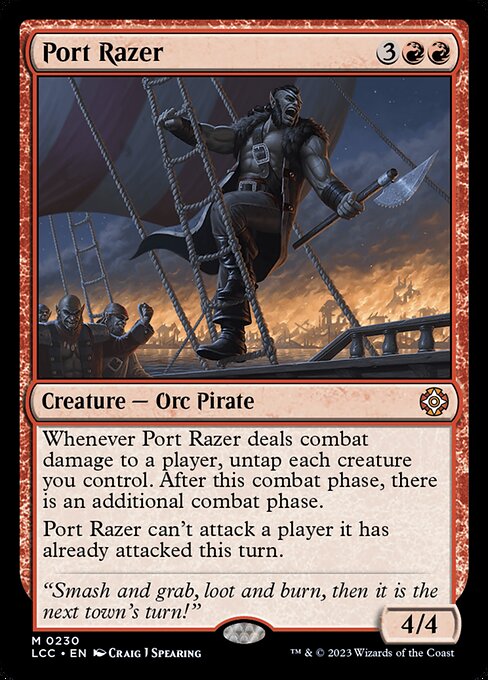 Port Razer 3
Creature — Orc Pirate
Whenever Port Razer deals combat
damage to a player, untap each creature
you control. After this combat phase, there
is an additional combat phase.
Port Razer can't attack a player it has
already attacked this turn.
“Smash and grab, loot and burn, then it is the
next town's turn!”
4/4
M 0230
LCC • EN Craig J Spearing
™ & © 2023 Wizards of the Coast